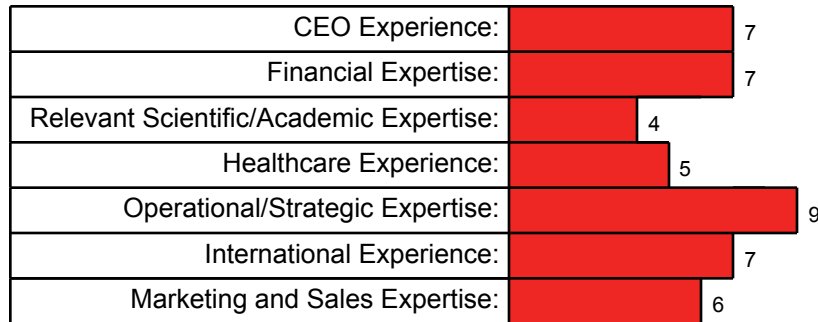 CEO Experience: 7
Financial Expertise: 7
Relevant Scientific/Academic Expertise: 4
Healthcare Experience: 5
Operational/Strategic Expertise: 9
International Experience: 7
Marketing and Sales Expertise: 6